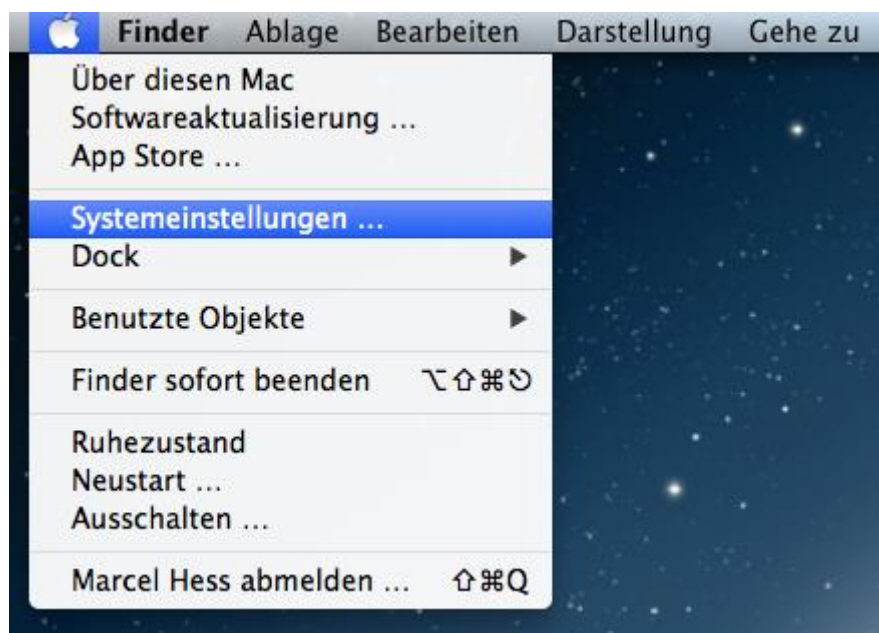 Finder Ablage Bearbeiten Darstellung Gehe zu
Über diesen Mac
Softwareaktualisierung ...
App Store ...
Systemeinstellungen ...
Dock ▶
Benutzte Objekte ▶
Finder sofort beenden ⌥⇧⌘⎋
Ruhezustand
Neustart ...
Ausschalten ...
Marcel Hess abmelden ... ⇧⌘Q